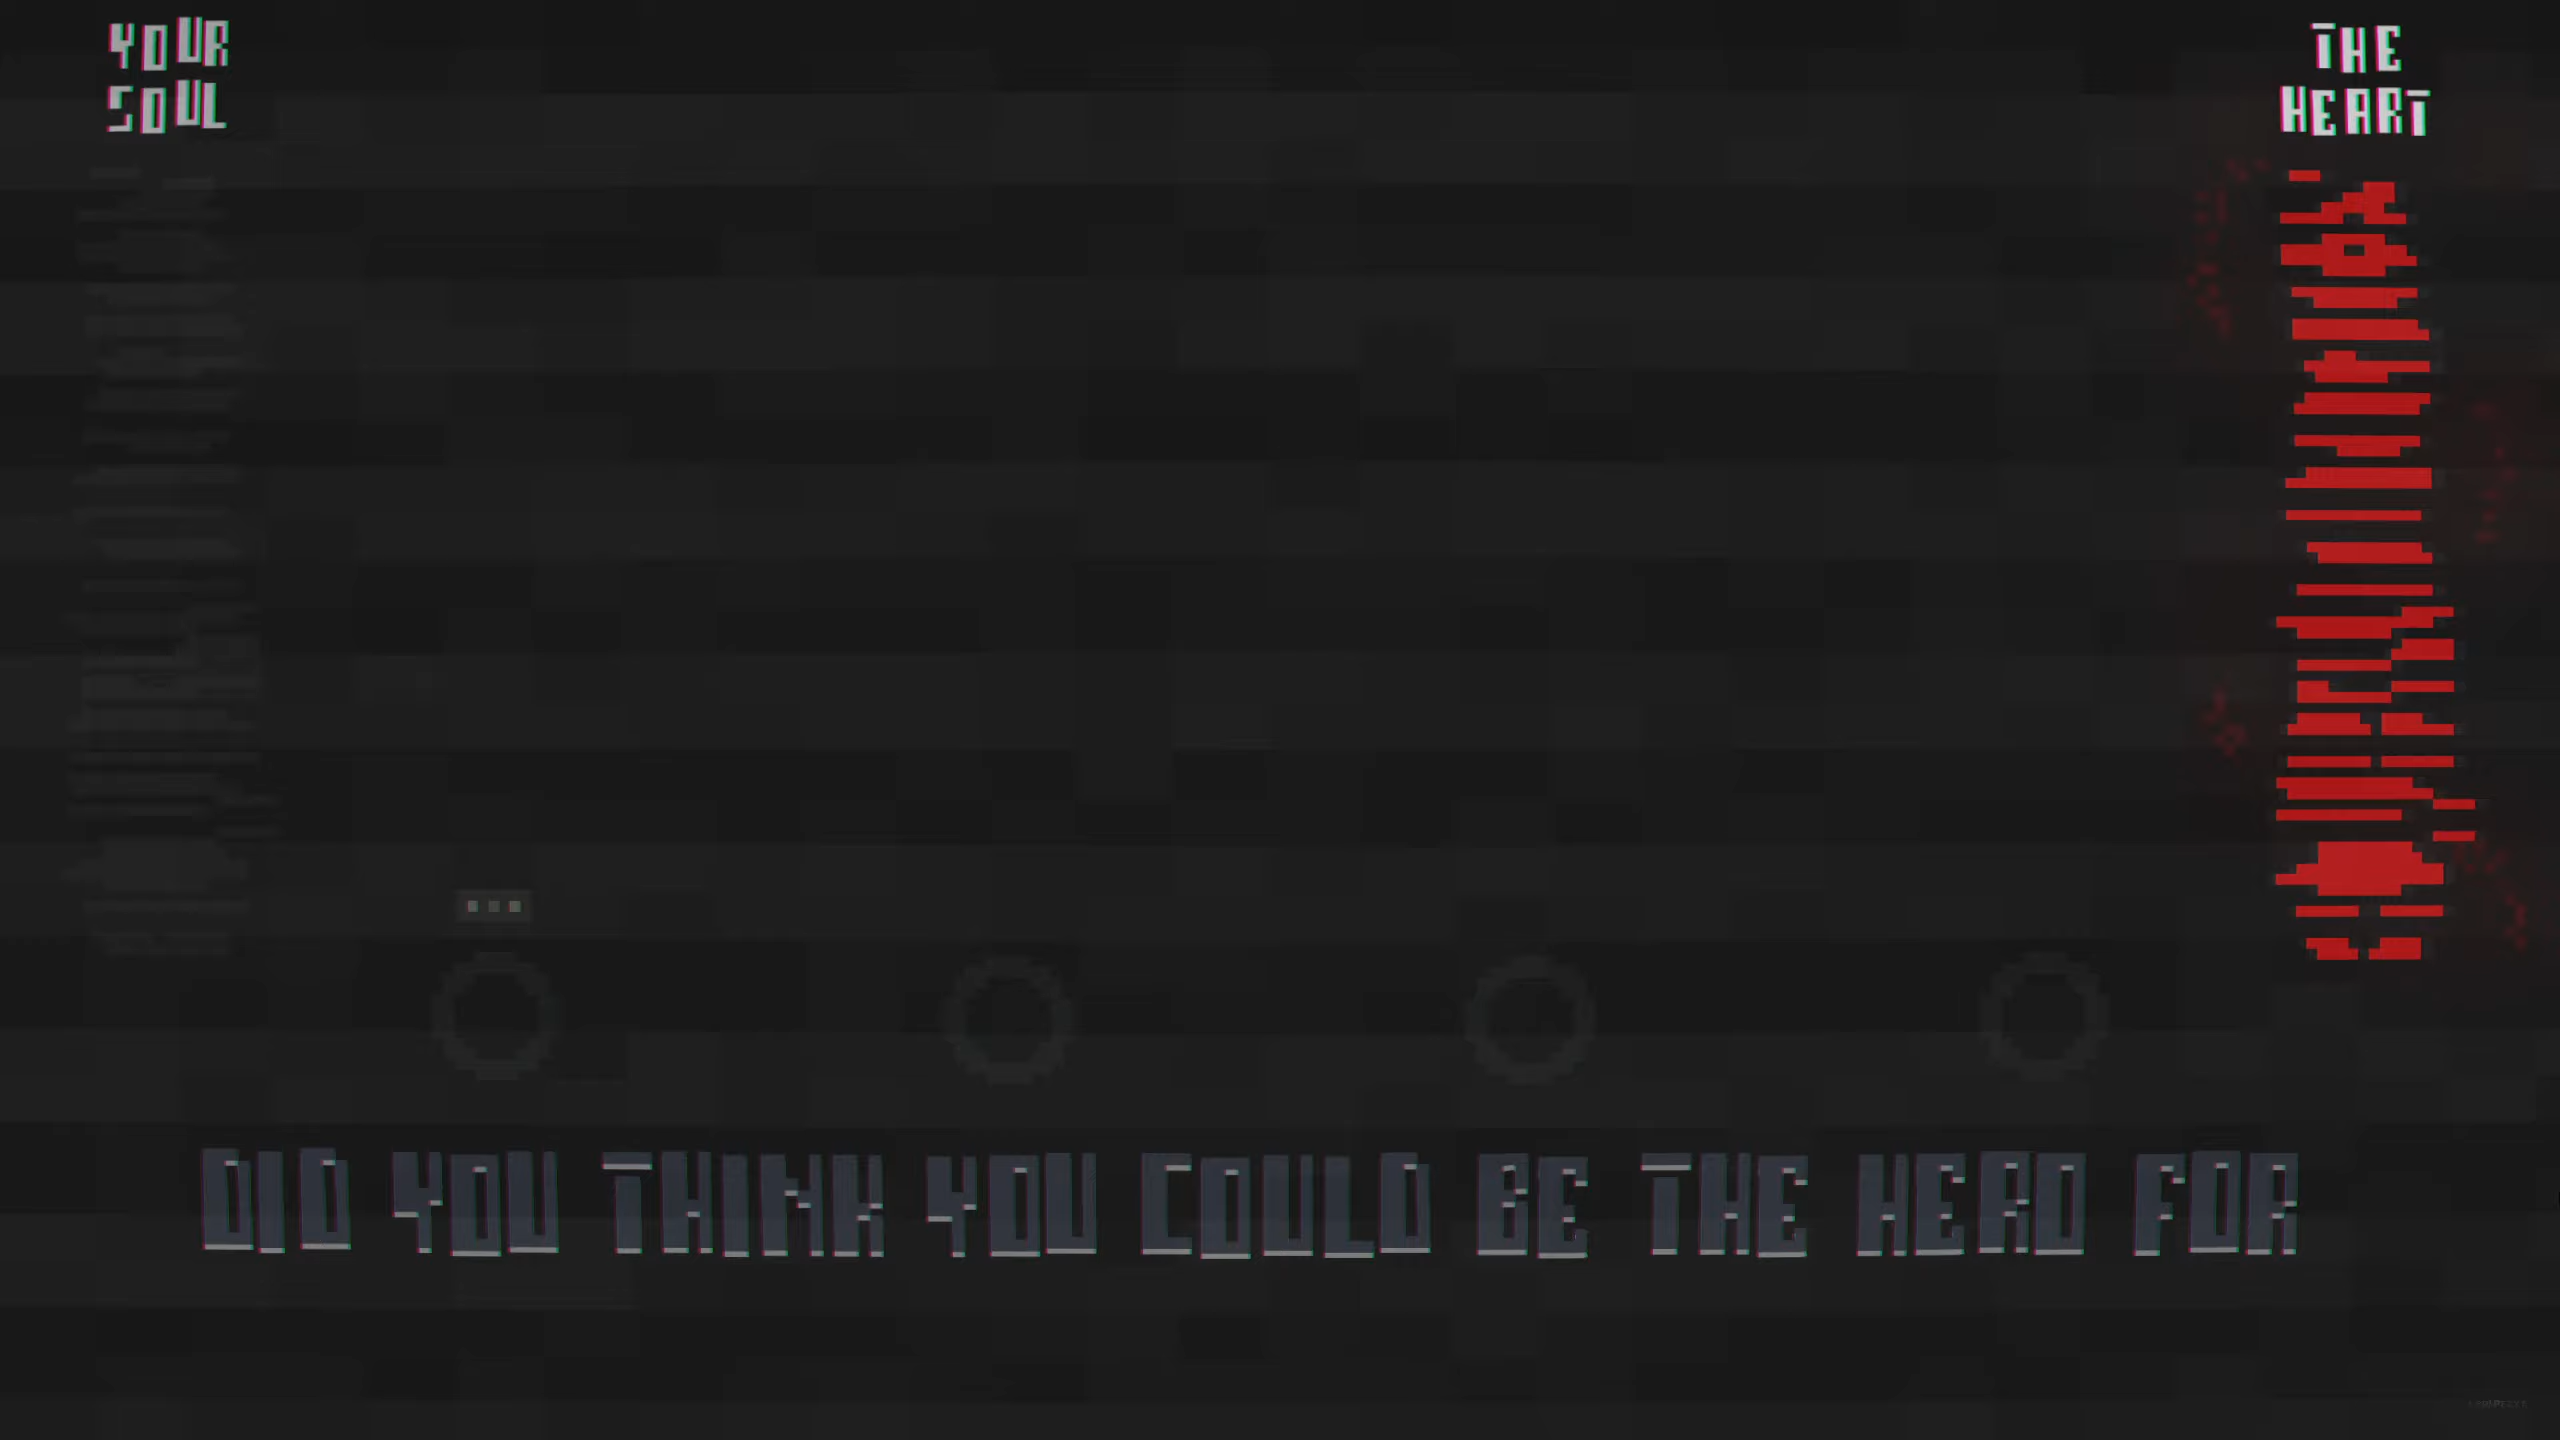 YOUR
SOUL
THE
HEART
...
DID YOU THINK YOU COULD BE THE HERO FOR